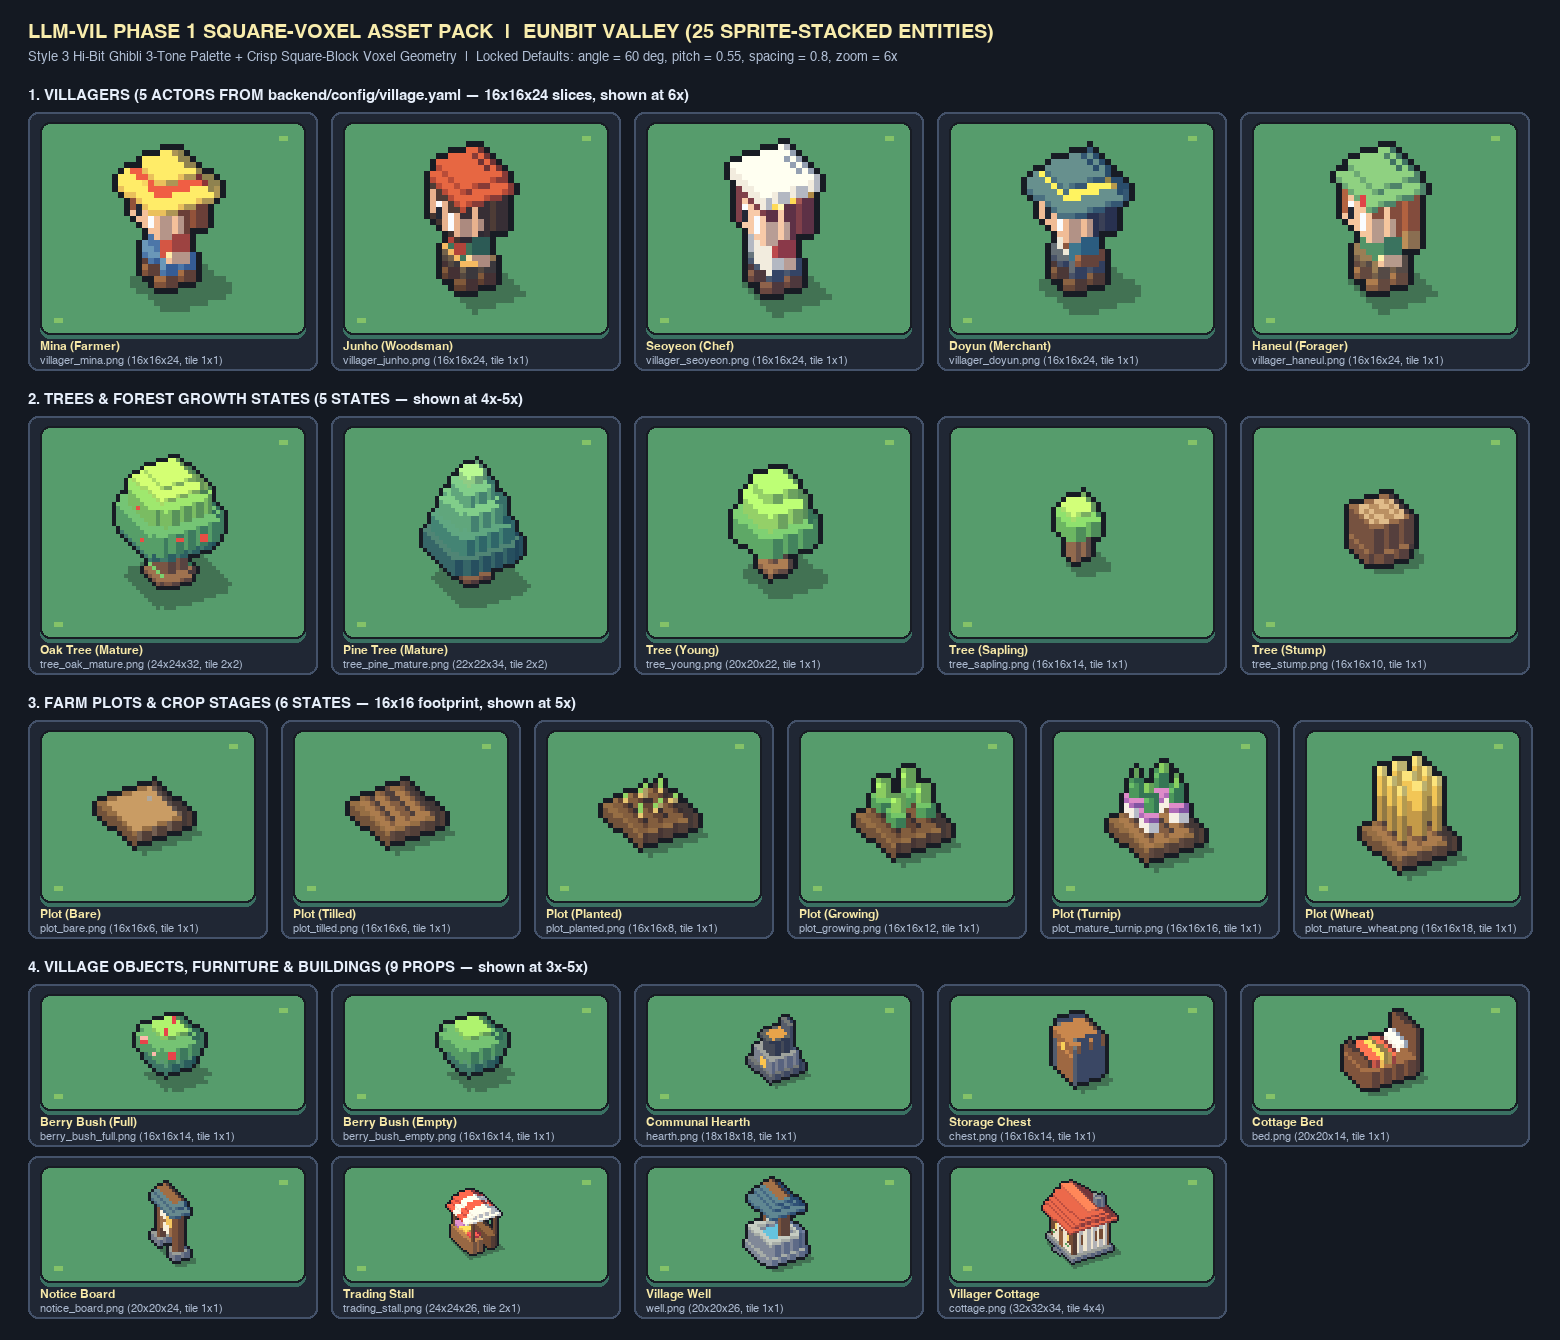 LLM-VIL PHASE 1 SQUARE-VOXEL ASSET PACK | EUNBIT VALLEY (25 SPRITE-STACKED ENTITIES)
Style 3 Hi-Bit Ghibli 3-Tone Palette + Crisp Square-Block Voxel Geometry | Locked Defaults: angle = 60 deg, pitch = 0.55, spacing = 0.8, zoom = 6x
1. VILLAGERS (5 ACTORS FROM backend/config/village.yaml — 16x16x24 slices, shown at 6x)
Mina (Farmer)
villager_mina.png (16x16x24, tile 1x1)
Junho (Woodsman)
villager_junho.png (16x16x24, tile 1x1)
Seoyeon (Chef)
villager_seoyeon.png (16x16x24, tile 1x1)
Doyun (Merchant)
villager_doyun.png (16x16x24, tile 1x1)
Haneul (Forager)
villager_haneul.png (16x16x24, tile 1x1)
2. TREES & FOREST GROWTH STATES (5 STATES — shown at 4x-5x)
Oak Tree (Mature)
tree_oak_mature.png (24x24x32, tile 2x2)
Pine Tree (Mature)
tree_pine_mature.png (22x22x34, tile 2x2)
Tree (Young)
tree_young.png (20x20x22, tile 1x1)
Tree (Sapling)
tree_sapling.png (16x16x14, tile 1x1)
Tree (Stump)
tree_stump.png (16x16x10, tile 1x1)
3. FARM PLOTS & CROP STAGES (6 STATES — 16x16 footprint, shown at 5x)
Plot (Bare)
plot_bare.png (16x16x6, tile 1x1)
Plot (Tilled)
plot_tilled.png (16x16x6, tile 1x1)
Plot (Planted)
plot_planted.png (16x16x8, tile 1x1)
Plot (Growing)
plot_growing.png (16x16x12, tile 1x1)
Plot (Turnip)
plot_mature_turnip.png (16x16x16, tile 1x1)
Plot (Wheat)
plot_mature_wheat.png (16x16x18, tile 1x1)
4. VILLAGE OBJECTS, FURNITURE & BUILDINGS (9 PROPS — shown at 3x-5x)
Berry Bush (Full)
berry_bush_full.png (16x16x14, tile 1x1)
Berry Bush (Empty)
berry_bush_empty.png (16x16x14, tile 1x1)
Communal Hearth
hearth.png (18x18x18, tile 1x1)
Storage Chest
chest.png (16x16x14, tile 1x1)
Cottage Bed
bed.png (20x20x14, tile 1x1)
Notice Board
notice_board.png (20x20x24, tile 1x1)
Trading Stall
trading_stall.png (24x24x26, tile 2x1)
Village Well
well.png (20x20x26, tile 1x1)
Villager Cottage
cottage.png (32x32x34, tile 4x4)